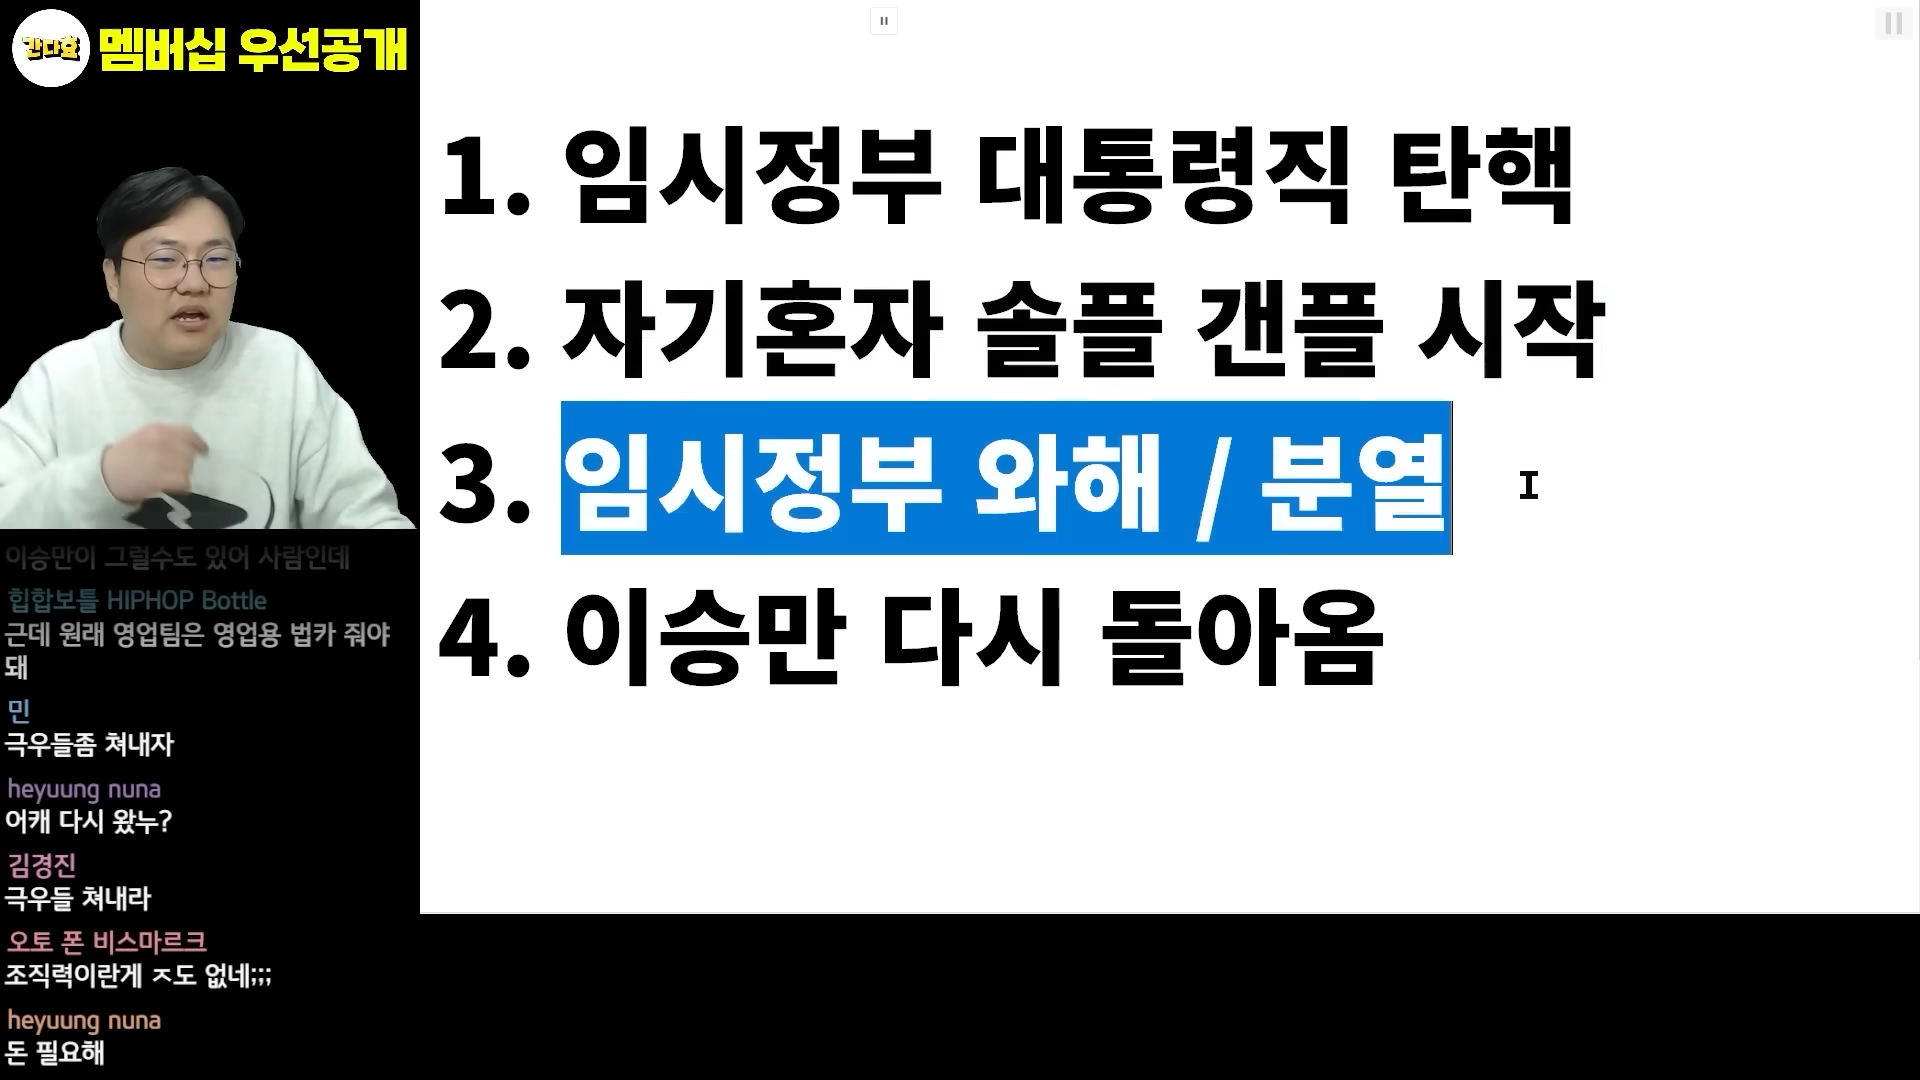 간다효 멤버십 우선공개
1. 임시정부 대통령직 탄핵
2. 자기혼자 솔플 갠플 시작
3. 임시정부 와해 / 분열
4. 이승만 다시 돌아옴
이승만이 그럴수도 있어 사람인데
힙합보틀 HIPHOP Bottle
근데 원래 영업팀은 영업용 법카 줘야
돼
민
극우들좀 쳐내자
heyuung nuna
어캐 다시 왔누?
김경진
극우들 쳐내라
오토 폰 비스마르크
조직력이란게 ㅈ도 없네;;;
heyuung nuna
돈 필요해